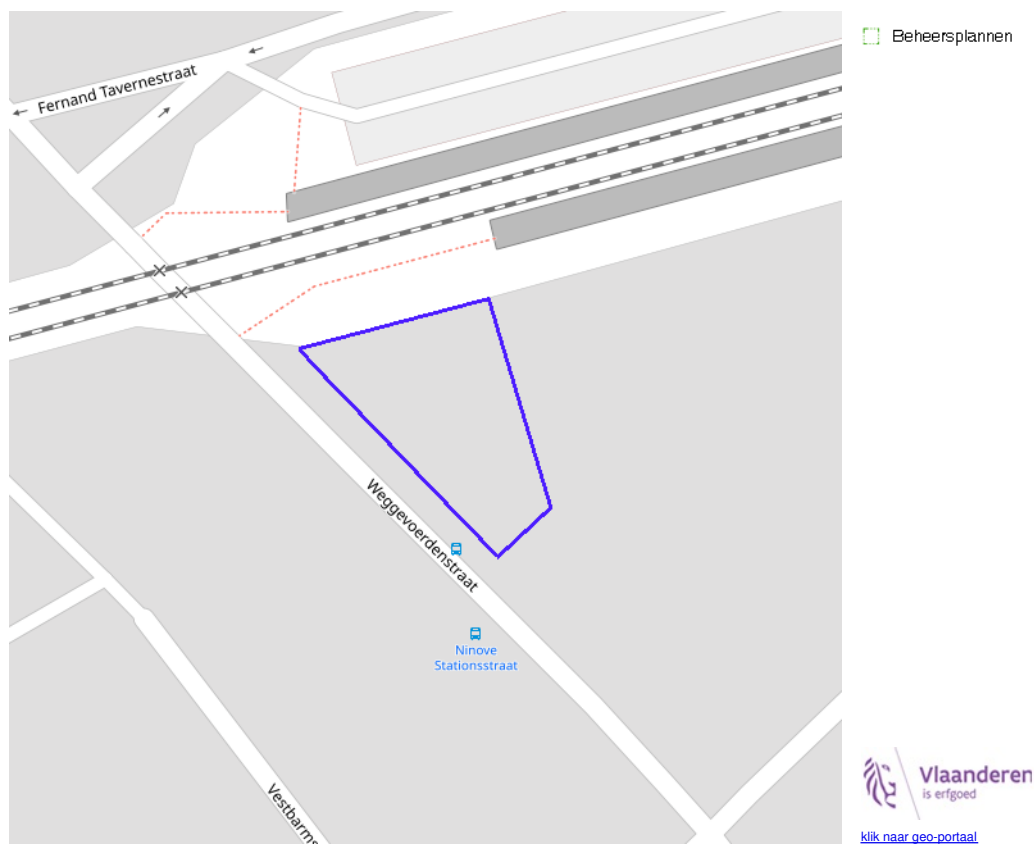 Beheersplannen
Fernand Tavernestraat
Weggevoerdenstraat
Ninove
Stationsstraat
Vestbarms
Vlaanderen
is erfgoed
klik naar geo-portaal